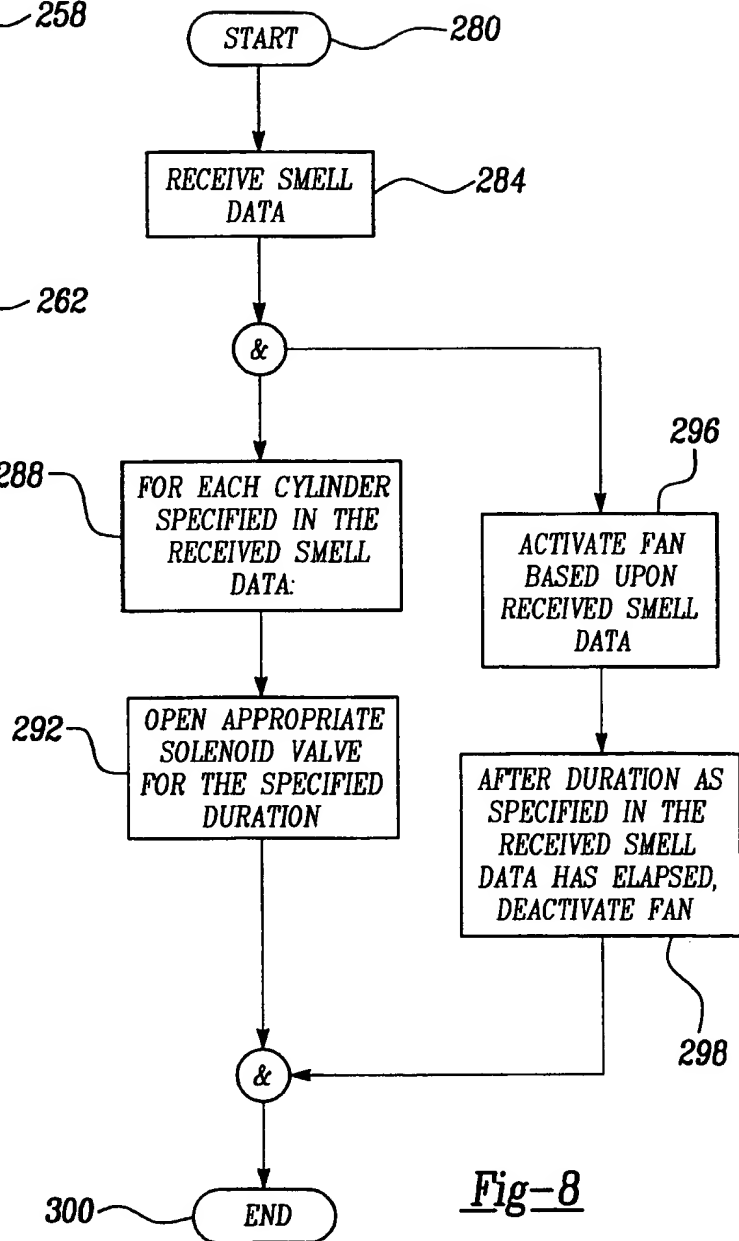 258
START
280
RECEIVE SMELL
DATA
284
262
&
288
FOR EACH CYLINDER
SPECIFIED IN THE
RECEIVED SMELL
DATA:
296
ACTIVATE FAN
BASED UPON
RECEIVED SMELL
DATA
292
OPEN APPROPRIATE
SOLENOID VALVE
FOR THE SPECIFIED
DURATION
AFTER DURATION AS
SPECIFIED IN THE
RECEIVED SMELL
DATA HAS ELAPSED,
DEACTIVATE FAN
298
&
300
END
Fig-8